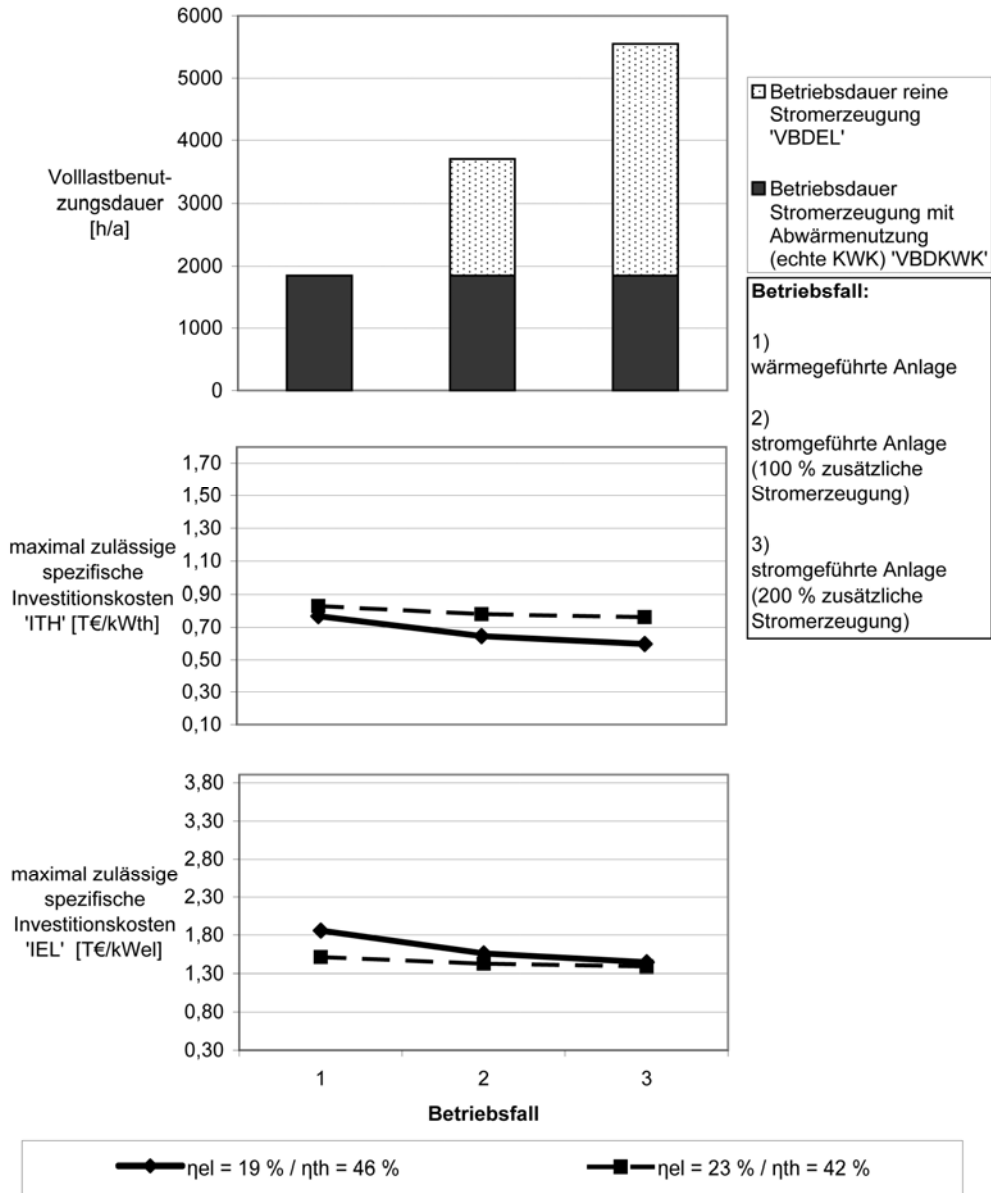 6000
5000
4000
3000
2000
1000
0
Volllastbenut-
zungsdauer
[h/a]
Betriebsdauer reine
Stromerzeugung
'VBDEL'
Betriebsdauer
Stromerzeugung mit
Abwärmenutzung
(echte KWK) 'VBDKWK'
Betriebsfall:
1)
wärmegeführte Anlage
2)
stromgeführte Anlage
(100 % zusätzliche
Stromerzeugung)
3)
stromgeführte Anlage
(200 % zusätzliche
Stromerzeugung)
1,70
1,50
1,30
1,10
0,90
0,70
0,50
0,30
0,10
maximal zulässige
spezifische
Investitionskosten
'ITH' [T€/kWth]
3,80
3,30
2,80
2,30
1,80
1,30
0,80
0,30
maximal zulässige
spezifische
Investitionskosten
'IEL' [T€/kWel]
1 2 3
Betriebsfall
ηel = 19 % / ηth = 46 %
ηel = 23 % / ηth = 42 %